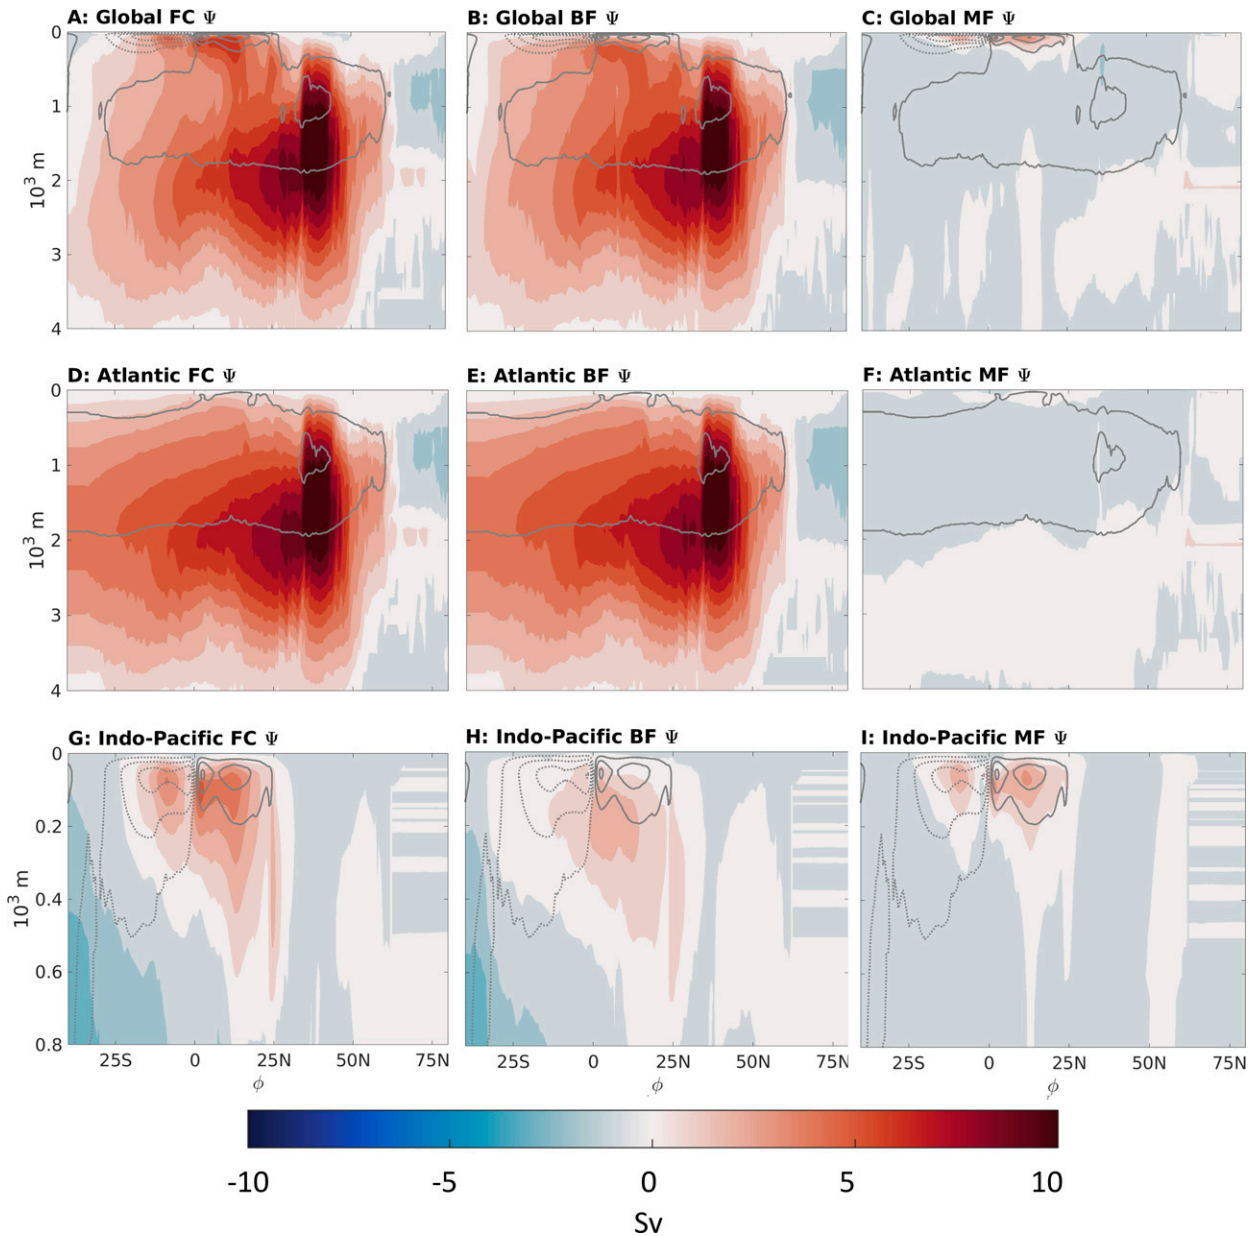 A: Global FC Ψ
B: Global BF Ψ
C: Global MF Ψ
0
1
2
3
4
10³ m
D: Atlantic FC Ψ
E: Atlantic BF Ψ
F: Atlantic MF Ψ
0
1
2
3
4
10³ m
G: Indo-Pacific FC Ψ
H: Indo-Pacific BF Ψ
I: Indo-Pacific MF Ψ
0
0.2
0.4
0.6
0.8
10³ m
25S 0 25N 50N 75N
25S 0 25N 50N 75N
25S 0 25N 50N 75N
ϕ
ϕ
ϕ
-10 -5 0 5 10
Sv